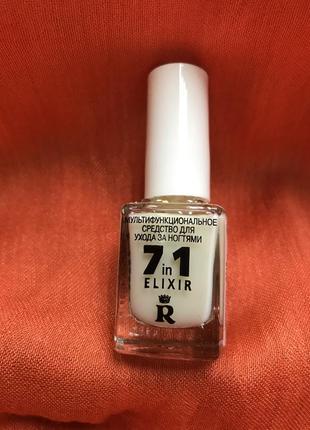 МУЛЬТИФУНКЦИОНАЛЬНОЕ
СРЕДСТВО ДЛЯ
УХОДА ЗА НОГТЯМИ
7 in 1
ELIXIR
R